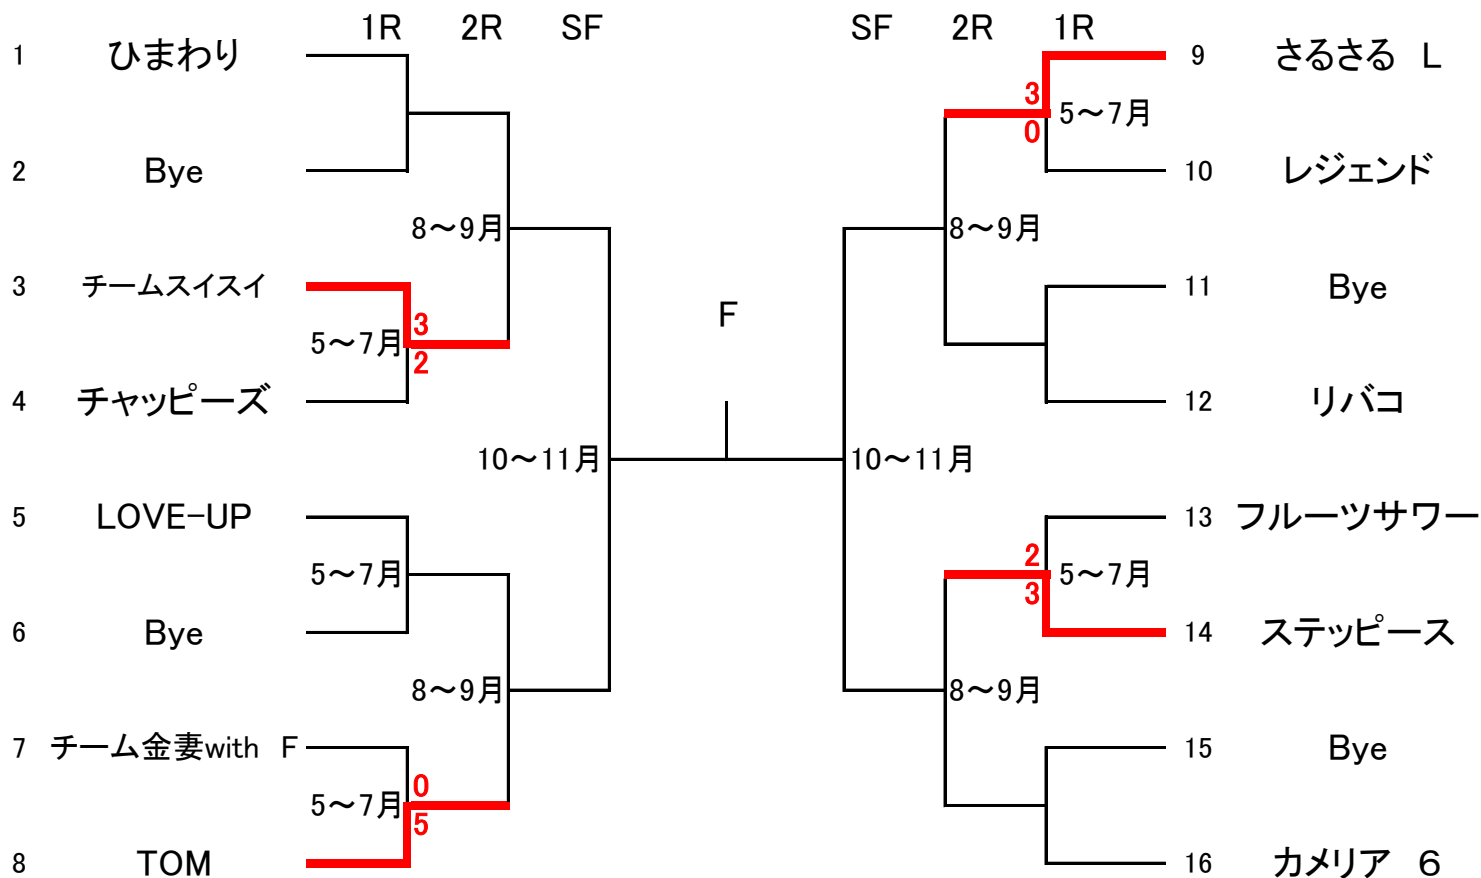 1R 2R SF SF 2R 1R
1 ひまわり 9 さるさる L
3
5～7月
0
2 Bye 10 レジェンド
8～9月 8～9月
3 チームスイスイ 11 Bye
F
3
5～7月
2
4 チャッピーズ 12 リバコ
10～11月 10～11月
5 LOVE-UP 13 フルーツサワー
2
5～7月 5～7月
3
6 Bye 14 ステッピース
8～9月 8～9月
7 チーム金妻with F 15 Bye
0
5～7月
5
8 TOM 16 カメリア 6